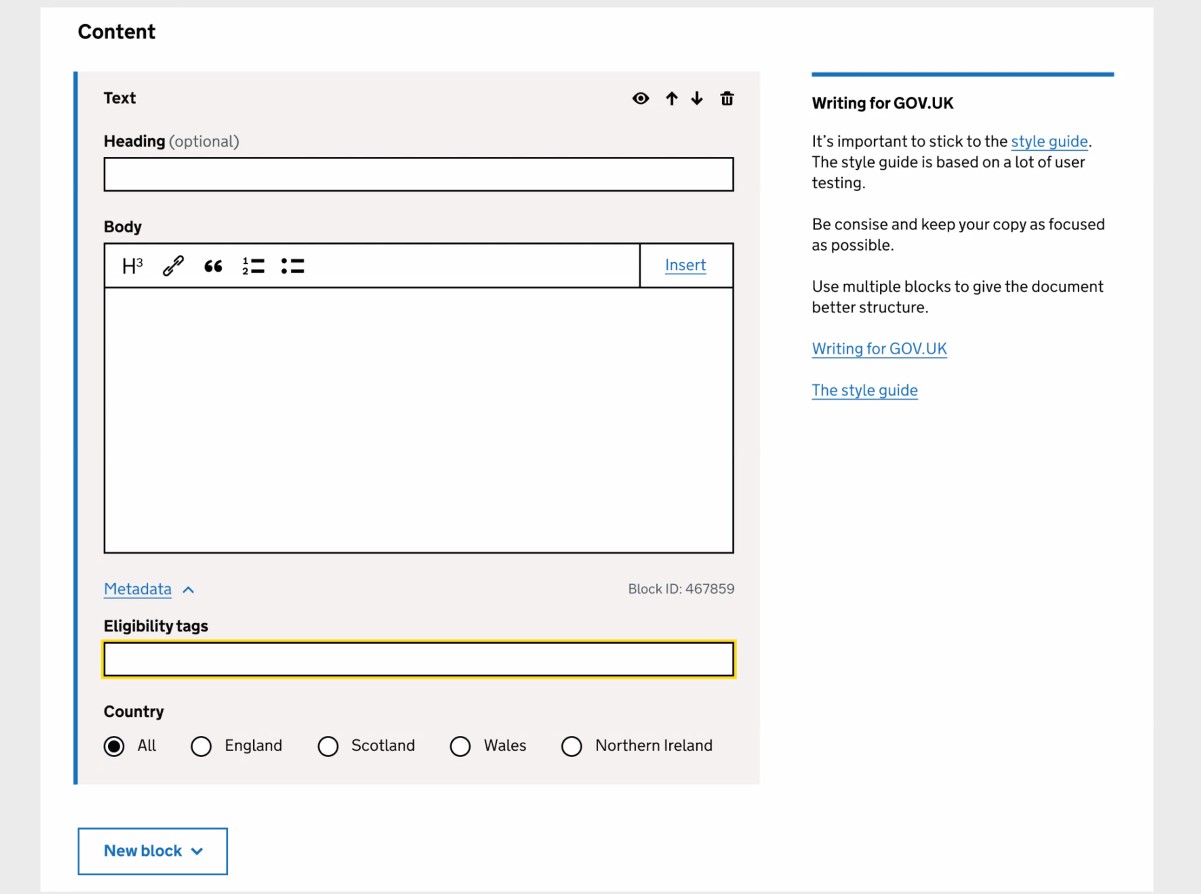 Content
Text
Heading (optional)
Body
H3
Insert
Metadata
Block ID: 467859
Eligibility tags
Country
All
England
Scotland
Wales
Northern Ireland
New block
Writing for GOV.UK
It's important to stick to the style guide.
The style guide is based on a lot of user
testing.
Be consise and keep your copy as focused
as possible.
Use multiple blocks to give the document
better structure.
Writing for GOV.UK
The style guide